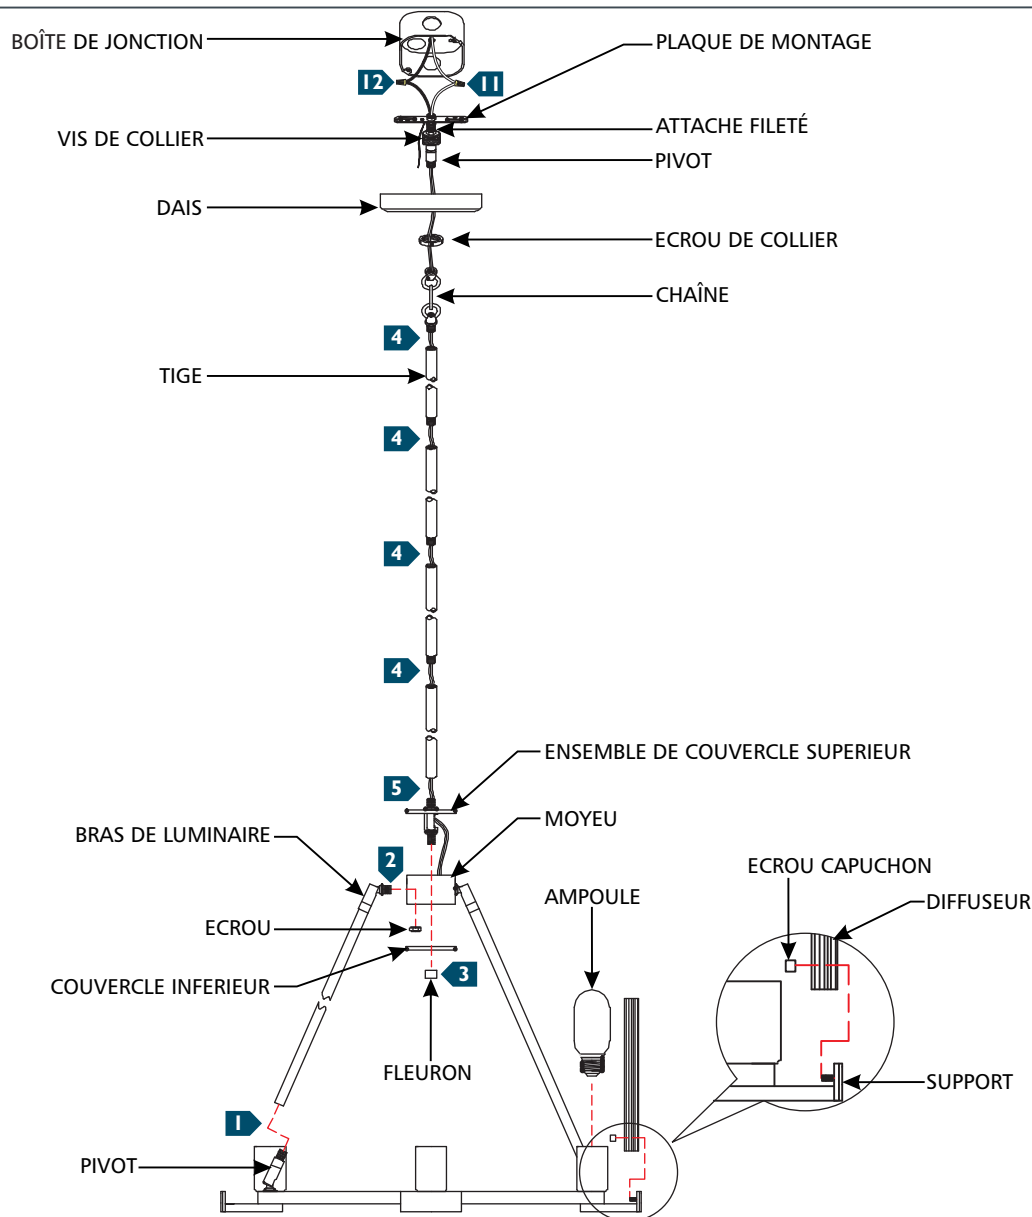 BOÎTE DE JONCTION
PLAQUE DE MONTAGE
12
11
ATTACHE FILETÉ
VIS DE COLLIER
PIVOT
DAIS
ECROU DE COLLIER
CHAÎNE
4
TIGE
4
4
4
ENSEMBLE DE COUVERCLE SUPERIEUR
5
MOYEU
BRAS DE LUMINAIRE
2
ECROU CAPUCHON
AMPOULE
DIFFUSEUR
ECROU
3
COUVERCLE INFERIEUR
FLEURON
SUPPORT
1
PIVOT